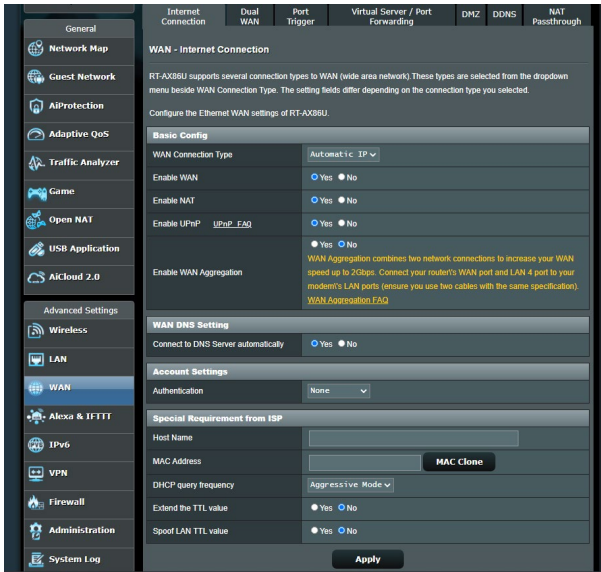 General
Network Map
Guest Network
AiProtection
Adaptive QoS
Traffic Analyzer
Game
Open NAT
USB Application
AiCloud 2.0
Advanced Settings
Wireless
LAN
WAN
Alexa & IFTTT
IPv6
VPN
Firewall
Administration
System Log
Internet Connection
Dual WAN
Port Trigger
Virtual Server / Port Forwarding
DMZ
DDNS
NAT Passthrough
WAN - Internet Connection
RT-AX86U supports several connection types to WAN (wide area network).These types are selected from the dropdown
menu beside WAN Connection Type. The setting fields differ depending on the connection type you selected.
Configure the Ethernet WAN settings of RT-AX86U.
Basic Config
WAN Connection Type Automatic IP
Enable WAN Yes No
Enable NAT Yes No
Enable UPnP UPnP FAQ Yes No
Enable WAN Aggregation Yes No
WAN Aggregation combines two network connections to increase your WAN
speed up to 2Gbps. Connect your router\'s WAN port and LAN 4 port to your
modem\'s LAN ports (ensure you use two cables with the same specification).
WAN Aggregation FAQ
WAN DNS Setting
Connect to DNS Server automatically Yes No
Account Settings
Authentication None
Special Requirement from ISP
Host Name
MAC Address MAC Clone
DHCP query frequency Aggressive Mode
Extend the TTL value Yes No
Spoof LAN TTL value Yes No
Apply